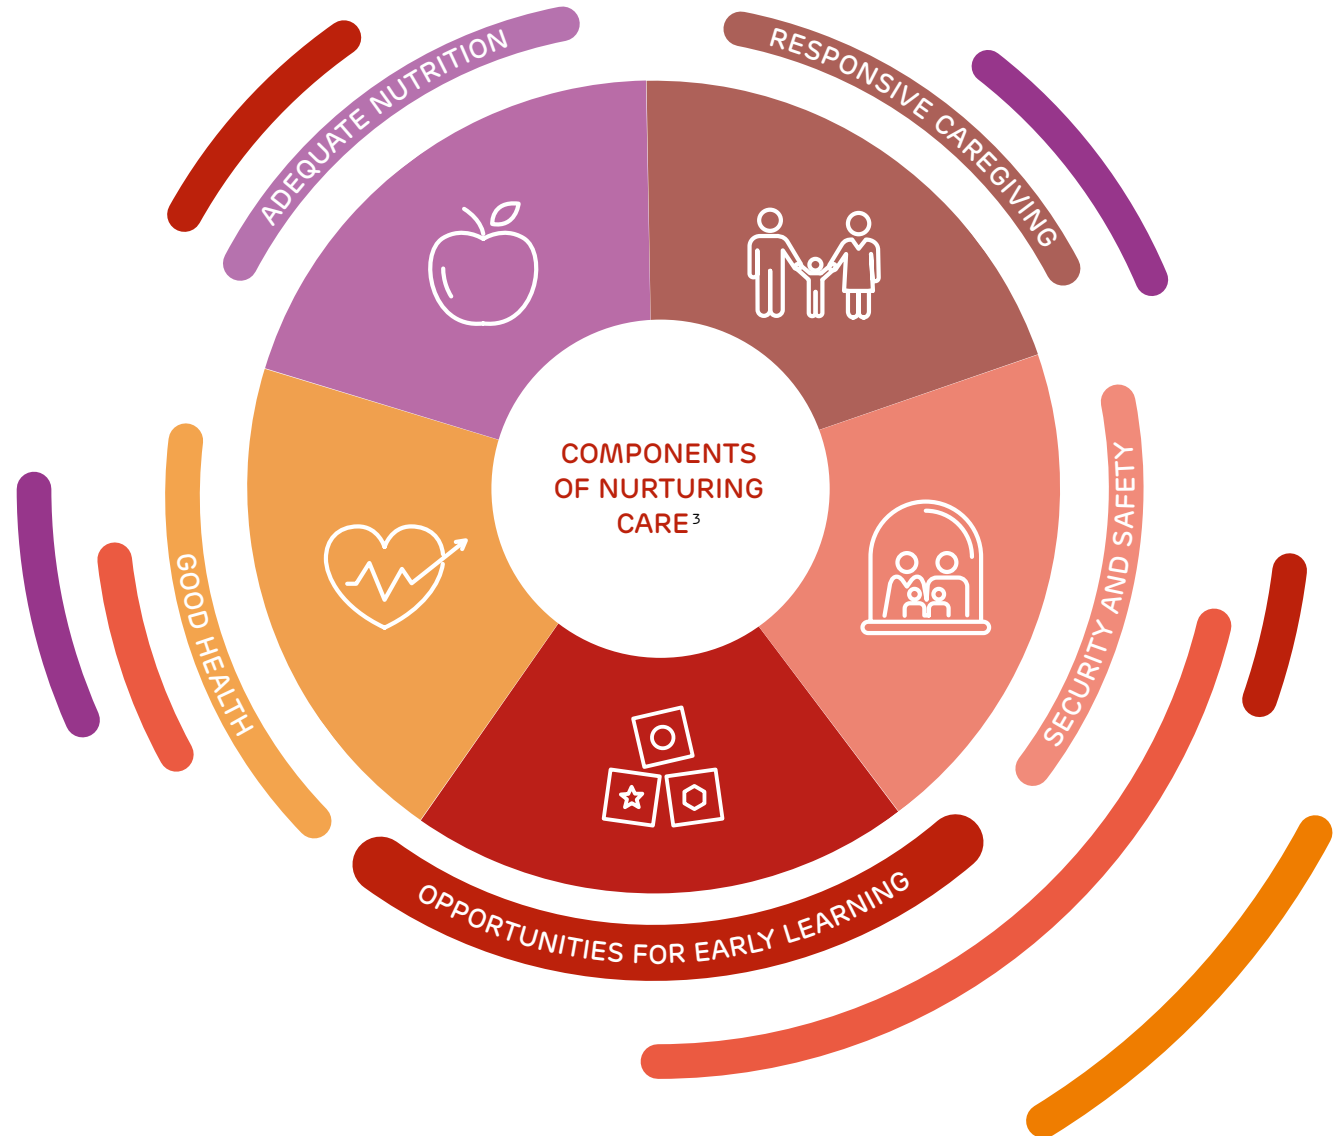 ADEQUATE NUTRITION
RESPONSIVE CAREGIVING
COMPONENTS
OF NURTURING
CARE³
SECURITY AND SAFETY
GOOD HEALTH
OPPORTUNITIES FOR EARLY LEARNING